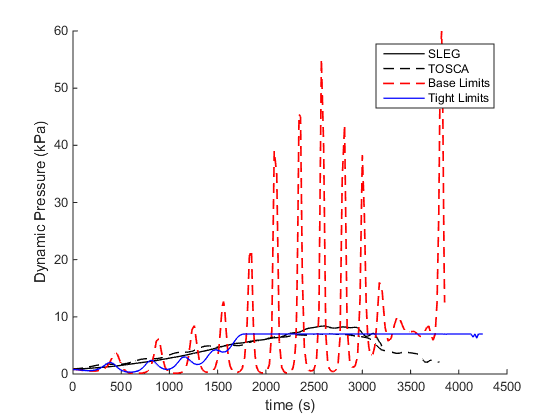 60
50
40
30
20
10
0
Dynamic Pressure (kPa)
SLEG
TOSCA
Base Limits
Tight Limits
0 500 1000 1500 2000 2500 3000 3500 4000 4500
time (s)